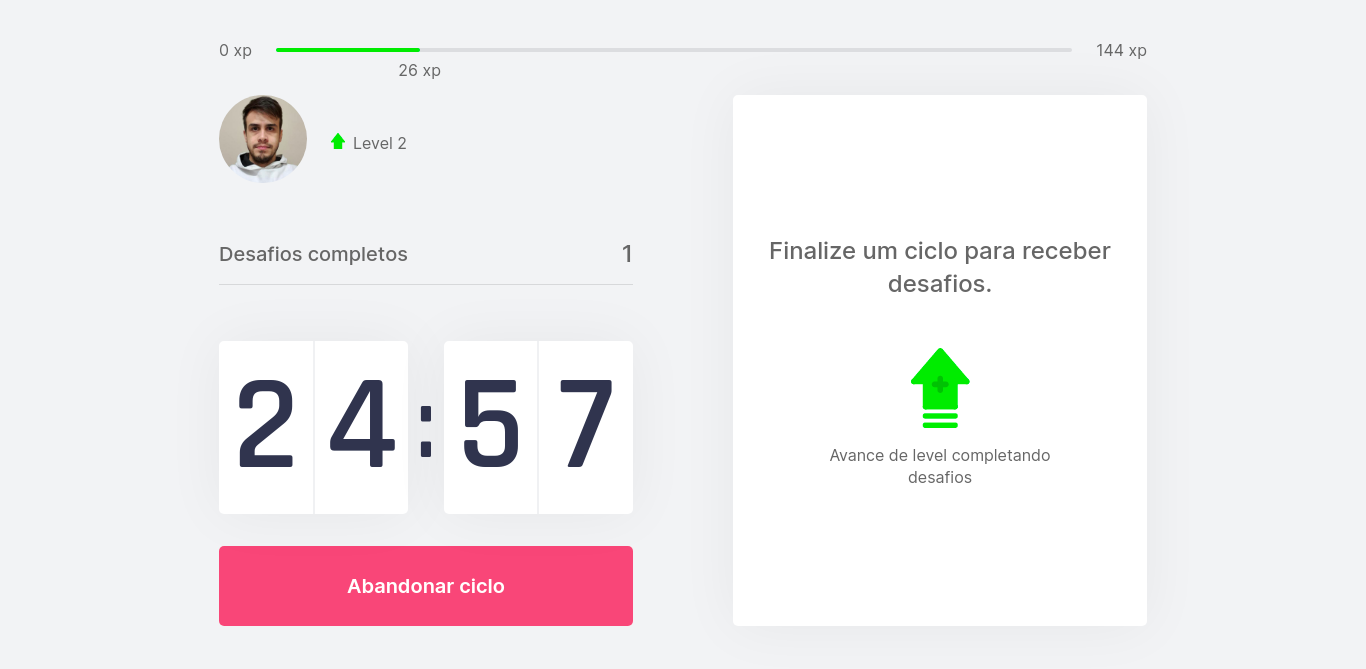 0 xp
144 xp
26 xp
Level 2
Desafios completos 1
24:57
Abandonar ciclo
Finalize um ciclo para receber
desafios.
Avance de level completando
desafios